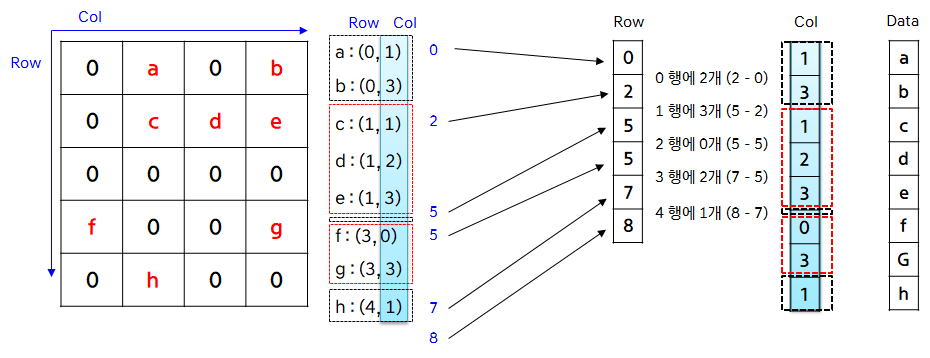 Col
Row
0 a 0 b
0 c d e
0 0 0 0
f 0 0 g
0 h 0 0
Row Col
a : (0, 1)
b : (0, 3)
c : (1, 1)
d : (1, 2)
e : (1, 3)
f : (3, 0)
g : (3, 3)
h : (4, 1)
0
2
5
5
7
8
Row
0
2
5
5
7
8
0 행에 2개 (2 - 0)
1 행에 3개 (5 - 2)
2 행에 0개 (5 - 5)
3 행에 2개 (7 - 5)
4 행에 1개 (8 - 7)
Col
1
3
1
2
3
0
3
1
Data
a
b
c
d
e
f
G
h